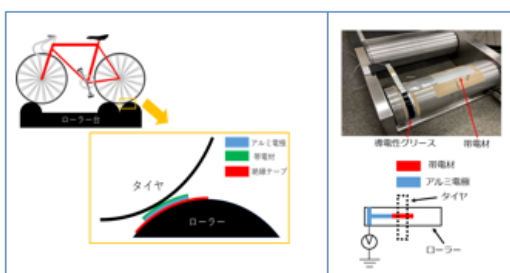 ローラー台
アルミ電極
帯電材
絶縁テープ
タイヤ
ローラー
導電性グリース
帯電材
帯電材
アルミ電極
タイヤ
ローラー
V